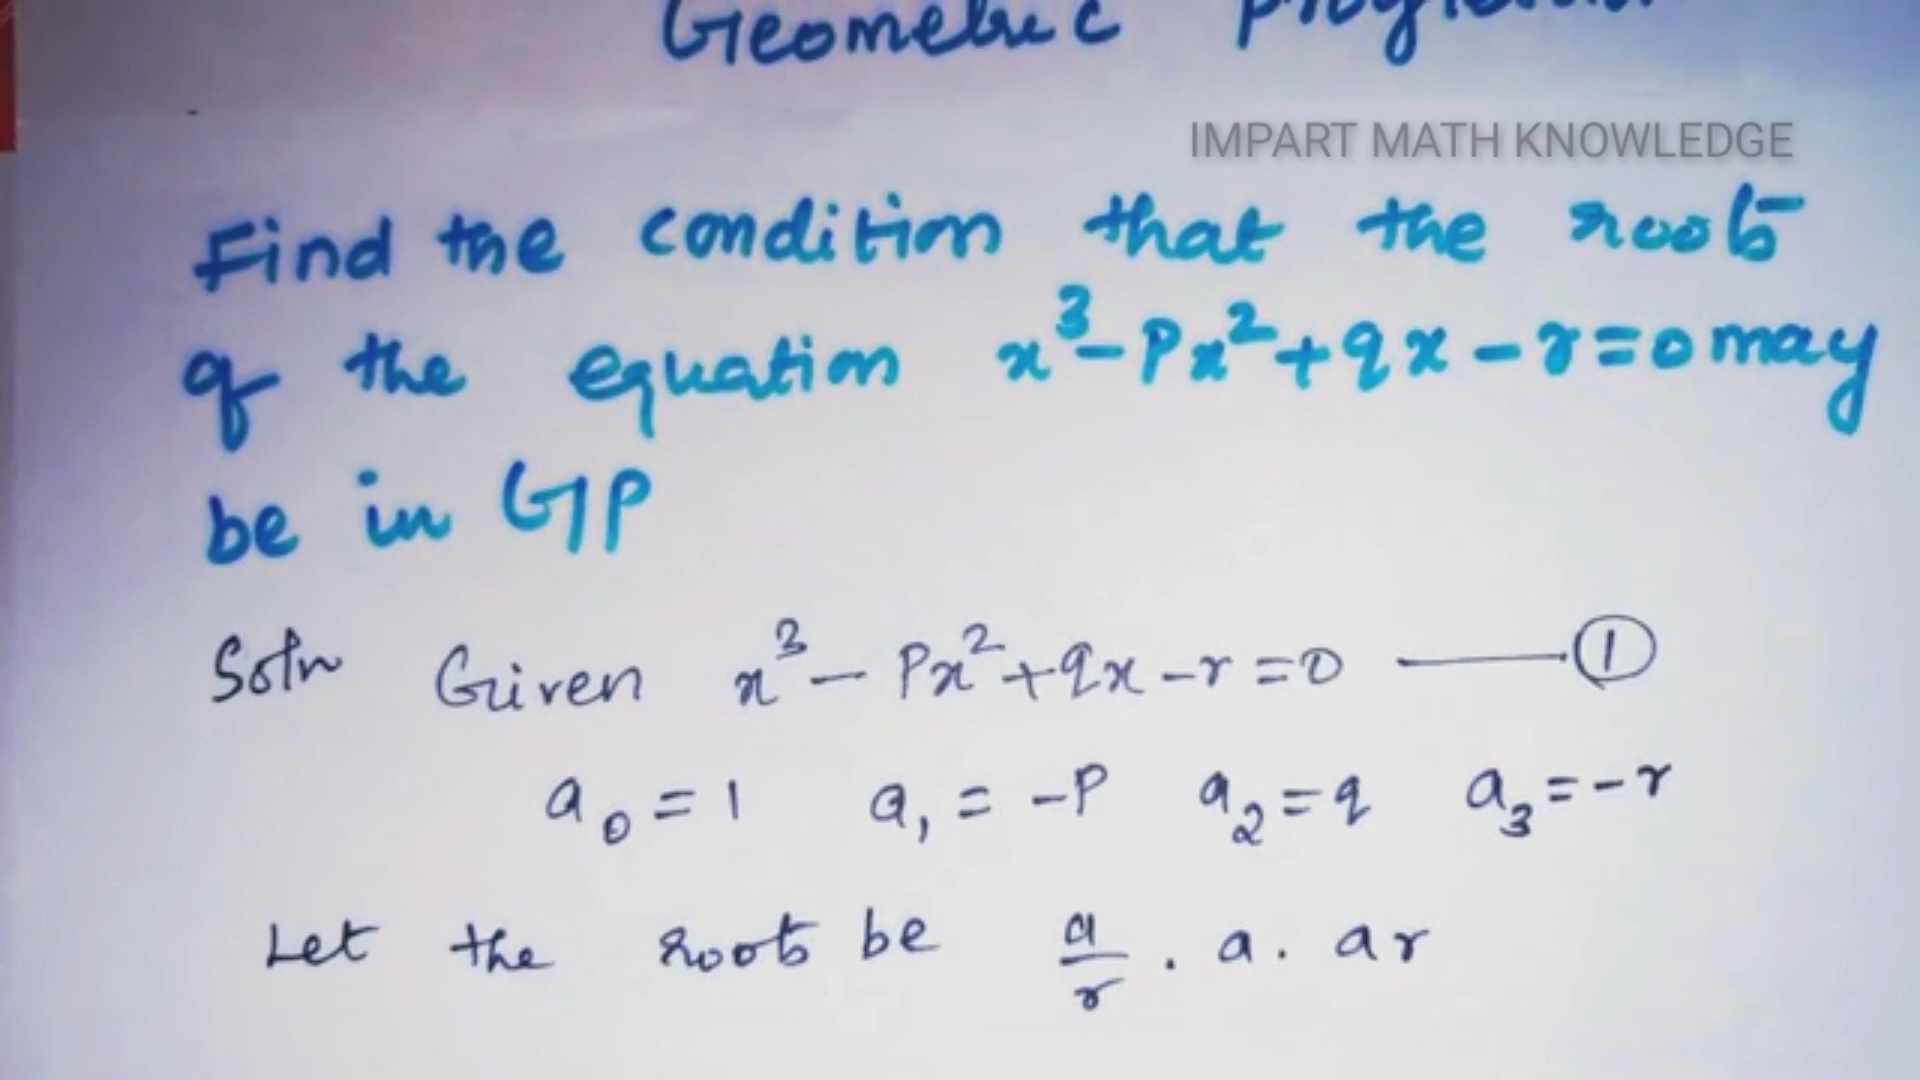 Geometric
IMPART MATH KNOWLEDGE
Find the condition that the roots
of the equation x³-Px²+qx-r=0 may
be in GP
Soln Given x³-Px²+qx-r=0 — ①
a₀=1 a₁=-P a₂=q a₃=-r
Let the roots be a/r . a . ar